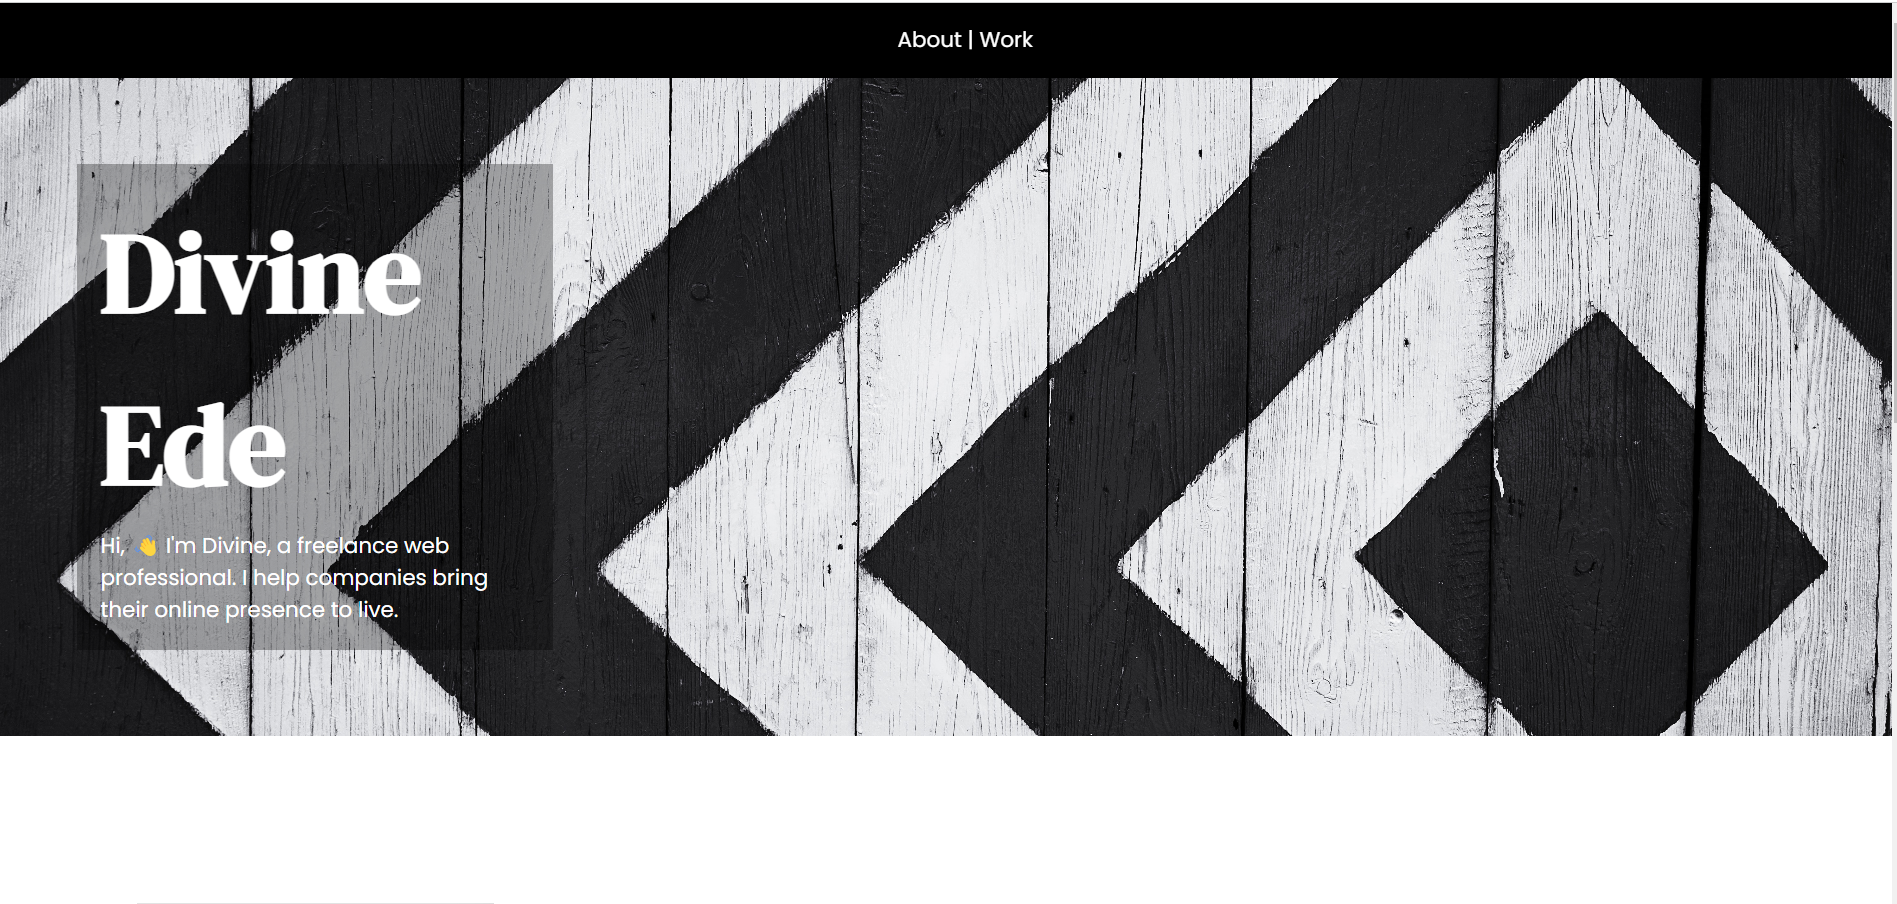 About | Work
Divine
Ede
Hi, 👋 I'm Divine, a freelance web
professional. I help companies bring
their online presence to live.